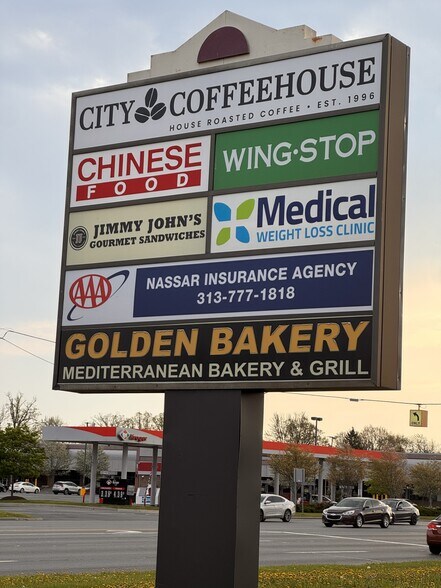 CITY COFFEEHOUSE
HOUSE ROASTED COFFEE • EST. 1996
CHINESE
FOOD
WING•STOP
JIMMY JOHN'S
GOURMET SANDWICHES
Medical
WEIGHT LOSS CLINIC
AAA
NASSAR INSURANCE AGENCY
313-777-1818
GOLDEN BAKERY
MEDITERRANEAN BAKERY & GRILL